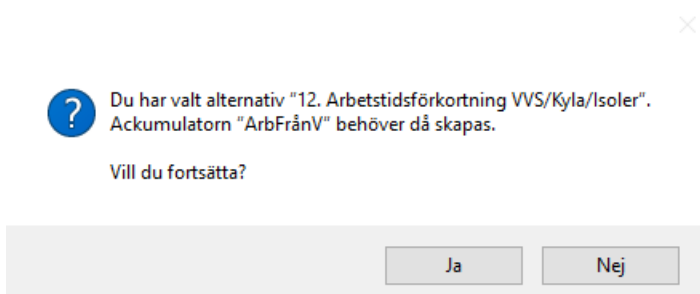 Du har valt alternativ "12. Arbetstidsförkortning VVS/Kyla/Isoler".
Ackumulatorn "ArbFrånV" behöver då skapas.
Vill du fortsätta?
Ja
Nej